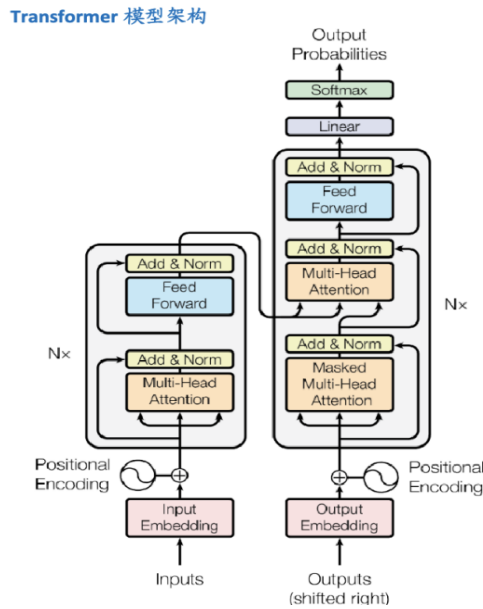 Transformer 模型架构
Output
Probabilities
Softmax
Linear
Add & Norm
Feed
Forward
Add & Norm
Multi-Head
Attention
Add & Norm
Masked
Multi-Head
Attention
N×
Add & Norm
Feed
Forward
Add & Norm
Multi-Head
Attention
N×
Positional
Encoding
Input
Embedding
Inputs
Positional
Encoding
Output
Embedding
Outputs
(shifted right)